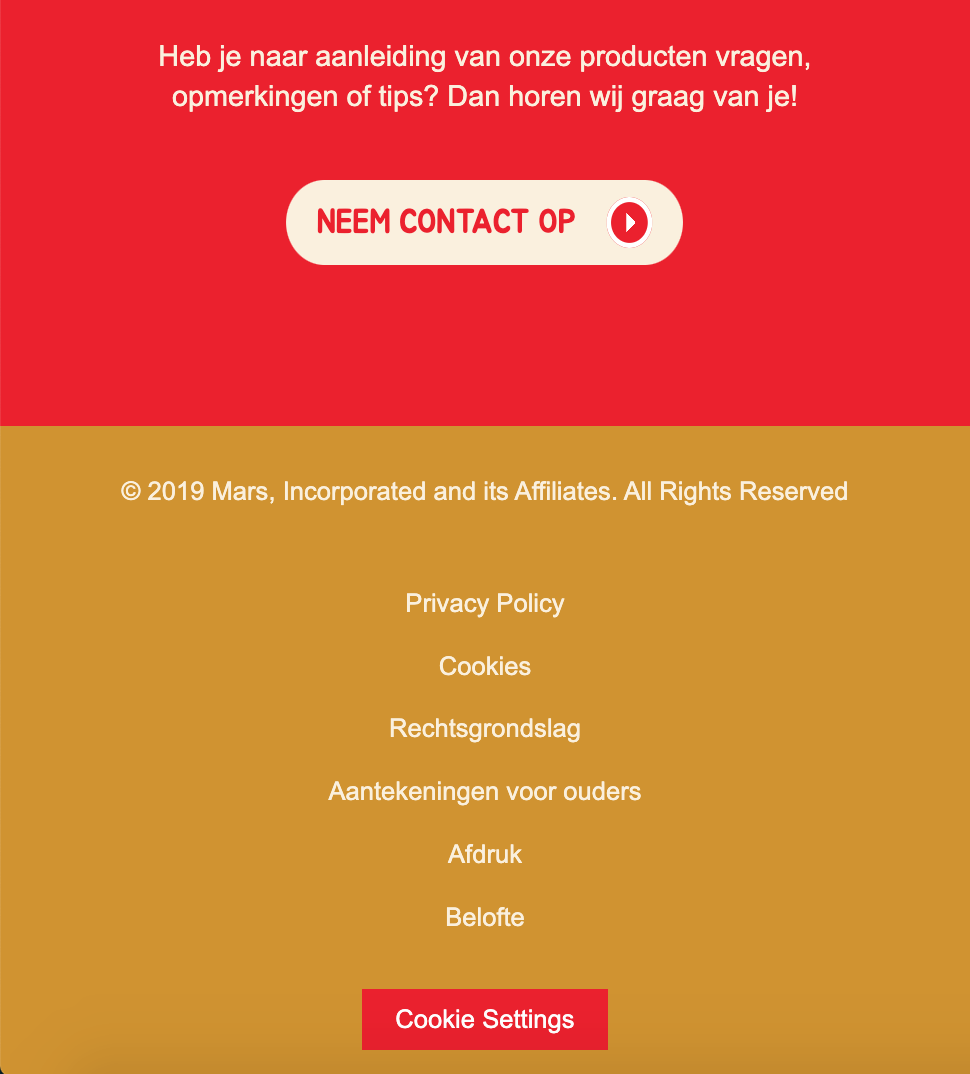 Heb je naar aanleiding van onze producten vragen,
opmerkingen of tips? Dan horen wij graag van je!
NEEM CONTACT OP
© 2019 Mars, Incorporated and its Affiliates. All Rights Reserved
Privacy Policy
Cookies
Rechtsgrondslag
Aantekeningen voor ouders
Afdruk
Belofte
Cookie Settings